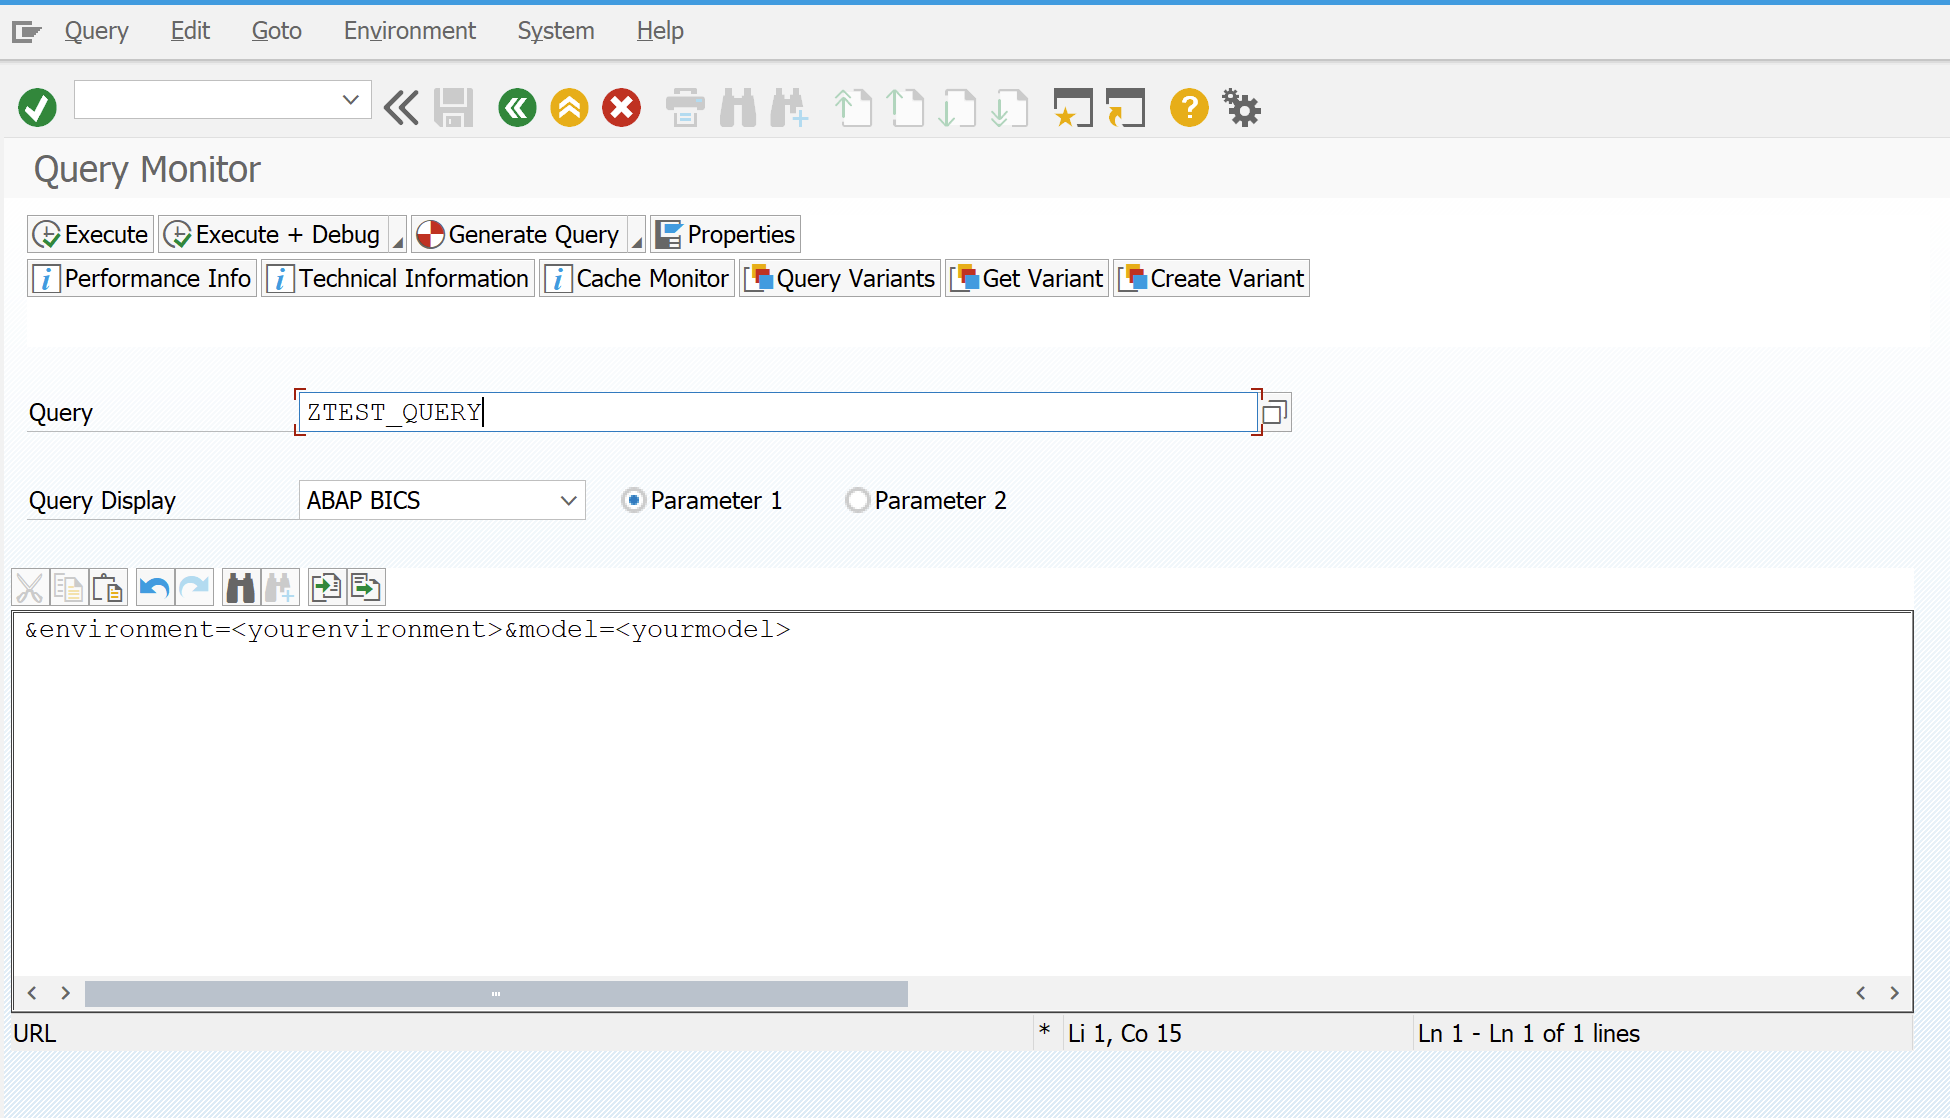 Query Edit Goto Environment System Help
Query Monitor
Execute Execute + Debug Generate Query Properties
Performance Info Technical Information Cache Monitor Query Variants Get Variant Create Variant
Query ZTEST_QUERY
Query Display ABAP BICS Parameter 1 Parameter 2
&environment=<yourenvironment>&model=<yourmodel>
URL * Li 1, Co 15 Ln 1 - Ln 1 of 1 lines